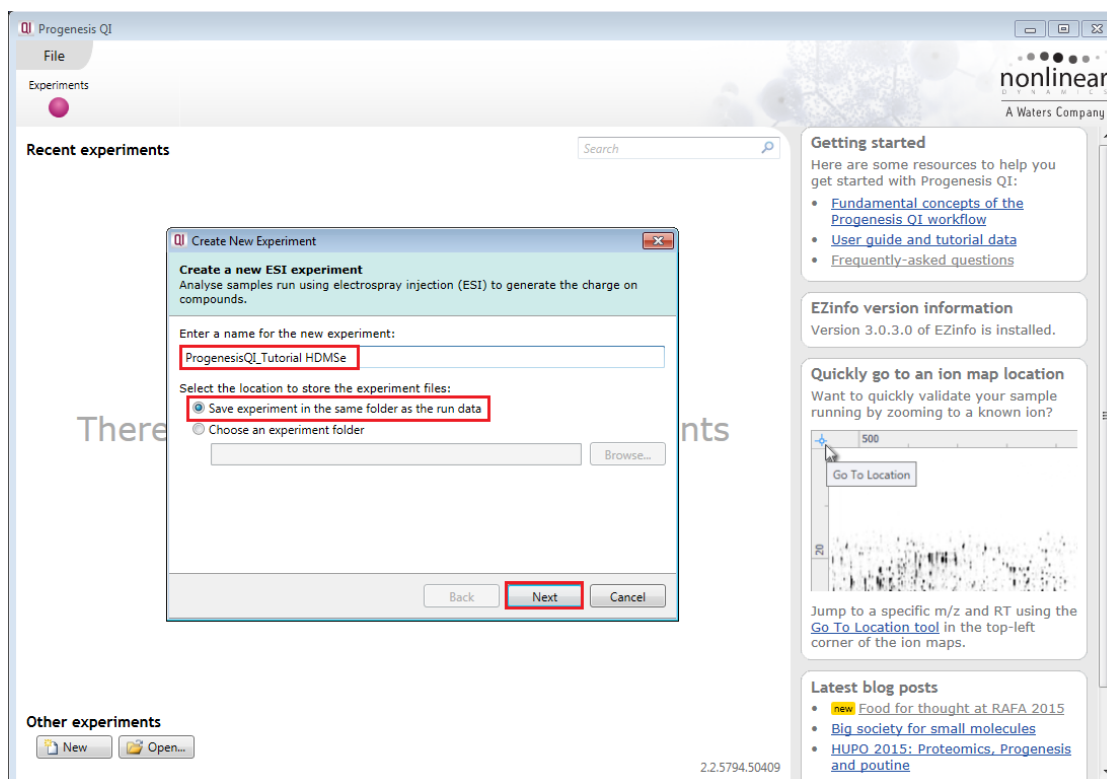 QI Progenesis QI
File
Experiments
nonlinear
DYNAMICS
A Waters Company
Recent experiments
Search
There
nts
QI Create New Experiment
Create a new ESI experiment
Analyse samples run using electrospray injection (ESI) to generate the charge on
compounds.
Enter a name for the new experiment:
ProgenesisQI_Tutorial HDMSe
Select the location to store the experiment files:
Save experiment in the same folder as the run data
Choose an experiment folder
Browse...
Back
Next
Cancel
Other experiments
New
Open...
2.2.5794.50409
Getting started
Here are some resources to help you
get started with Progenesis QI:
• Fundamental concepts of the
Progenesis QI workflow
• User guide and tutorial data
• Frequently-asked questions
EZinfo version information
Version 3.0.3.0 of EZinfo is installed.
Quickly go to an ion map location
Want to quickly validate your sample
running by zooming to a known ion?
500
Go To Location
20
Jump to a specific m/z and RT using the
Go To Location tool in the top-left
corner of the ion maps.
Latest blog posts
• new Food for thought at RAFA 2015
• Big society for small molecules
• HUPO 2015: Proteomics, Progenesis
and poutine